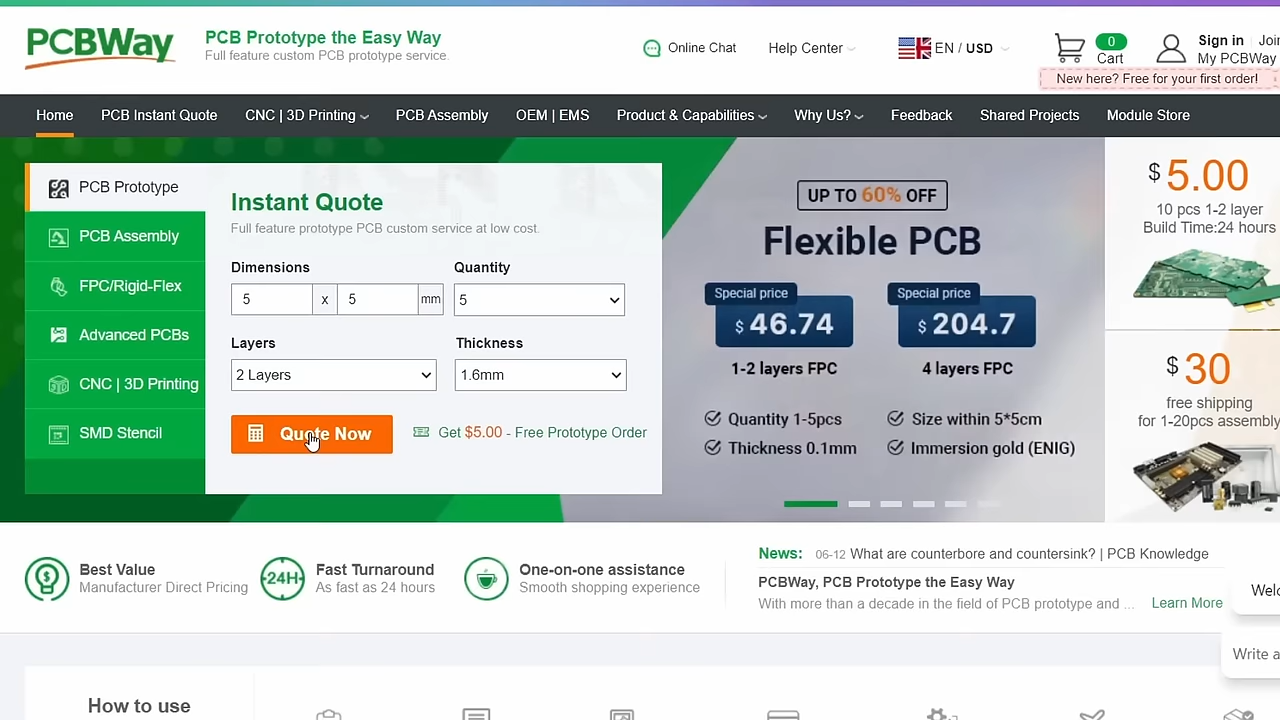 PCBWay
PCB Prototype the Easy Way
Full feature custom PCB prototype service.
Online Chat
Help Center
EN / USD
0
Cart
Sign in
Joi
My PCBWay
New here? Free for your first order!
Home
PCB Instant Quote
CNC | 3D Printing
PCB Assembly
OEM | EMS
Product & Capabilities
Why Us?
Feedback
Shared Projects
Module Store
PCB Prototype
PCB Assembly
FPC/Rigid-Flex
Advanced PCBs
CNC | 3D Printing
SMD Stencil
Instant Quote
Full feature prototype PCB custom service at low cost.
Dimensions
Quantity
5 x 5 mm
5
Layers
Thickness
2 Layers
1.6mm
Quote Now
Get $5.00 - Free Prototype Order
UP TO 60% OFF
Flexible PCB
Special price
$ 46.74
1-2 layers FPC
Special price
$ 204.7
4 layers FPC
Quantity 1-5pcs
Size within 5*5cm
Thickness 0.1mm
Immersion gold (ENIG)
$ 5.00
10 pcs 1-2 layer
Build Time:24 hours
$ 30
free shipping
for 1-20pcs assembly
Best Value
Manufacturer Direct Pricing
24H
Fast Turnaround
As fast as 24 hours
One-on-one assistance
Smooth shopping experience
News: 06-12 What are counterbore and countersink? | PCB Knowledge
PCBWay, PCB Prototype the Easy Way
With more than a decade in the field of PCB prototype and ...
Learn More
Welc
Write a
How to use